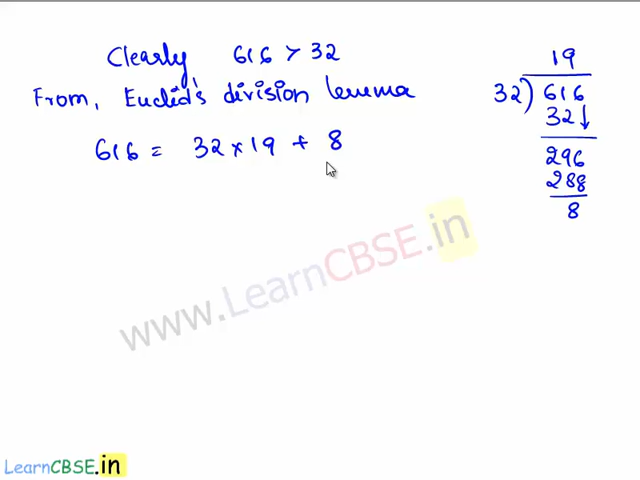 Clearly 616 > 32
From, Euclid's division lemma
616 = 32 × 19 + 8
19
32)616
32↓
296
288
8
www.LearnCBSE.in
LearnCBSE.in